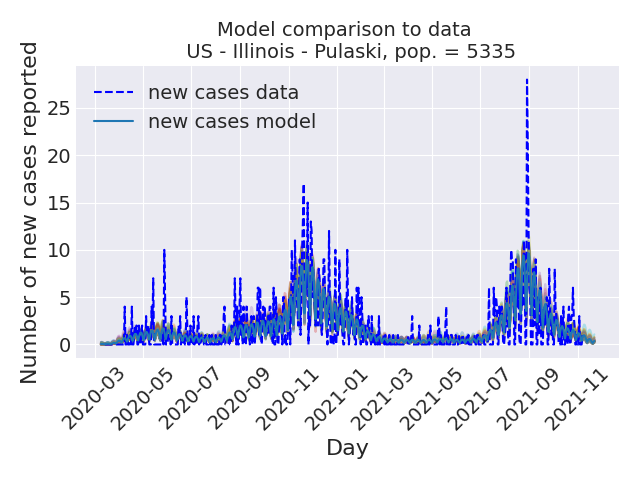 Model comparison to data
US - Illinois - Pulaski, pop. = 5335
Number of new cases reported
new cases data
new cases model
25
20
15
10
5
0
2020-03
2020-05
2020-07
2020-09
2020-11
2021-01
2021-03
2021-05
2021-07
2021-09
2021-11
Day